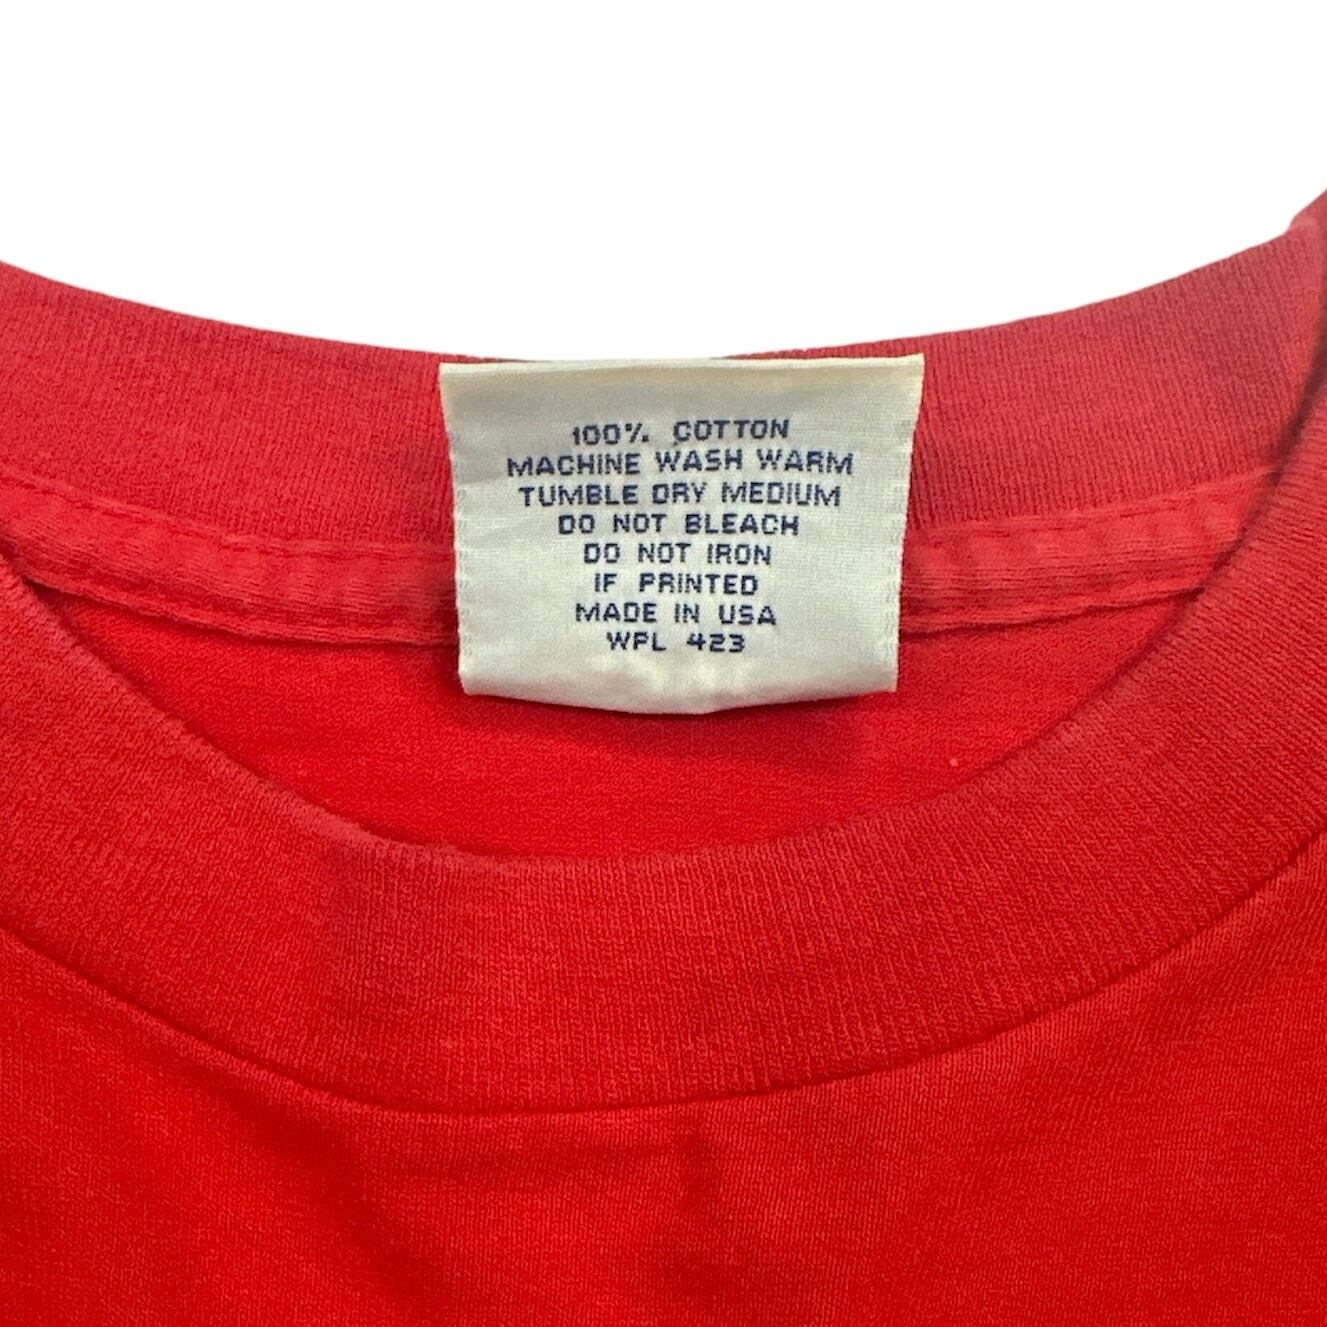 100% COTTON
MACHINE WASH WARM
TUMBLE DRY MEDIUM
DO NOT BLEACH
DO NOT IRON
IF PRINTED
MADE IN USA
WPL 423